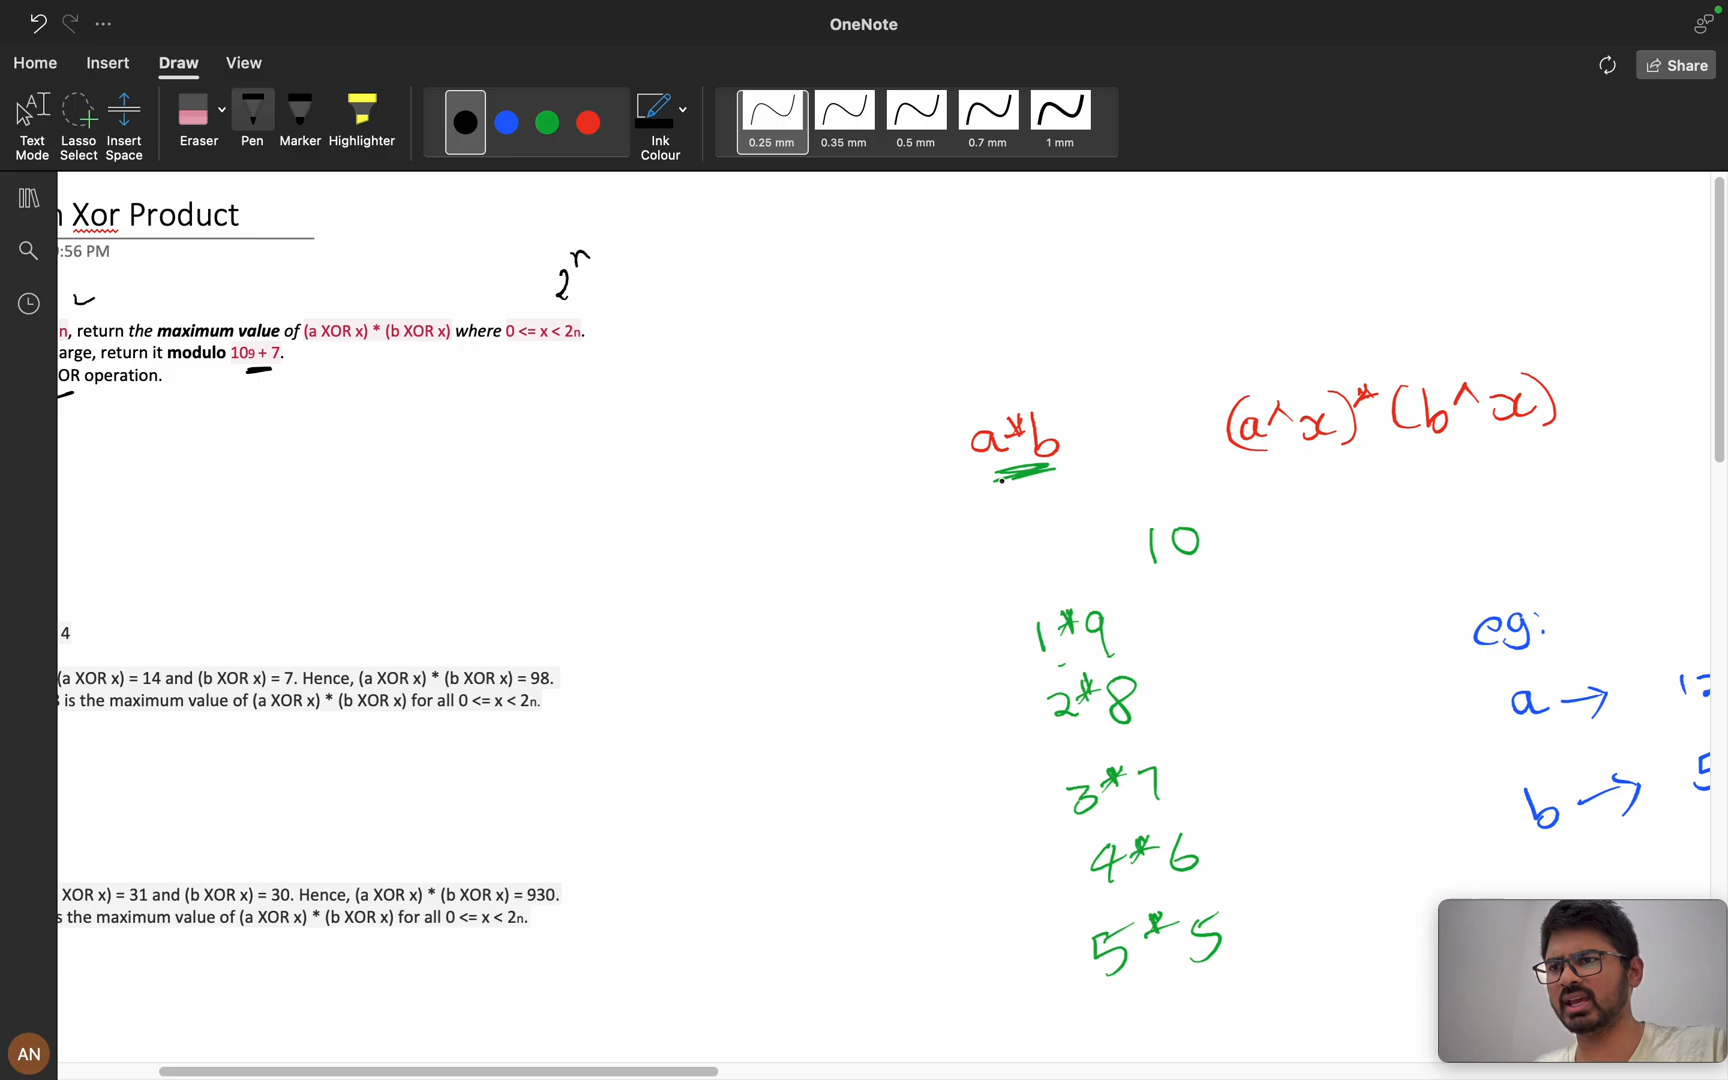 OneNote
Home Insert Draw View
Share
Text Mode
Lasso Select
Insert Space
Eraser
Pen
Marker
Highlighter
Ink Colour
0.25 mm
0.35 mm
0.5 mm
0.7 mm
1 mm
n Xor Product
:56 PM
2^n
n, return the maximum value of (a XOR x) * (b XOR x) where 0 <= x < 2n.
arge, return it modulo 109 + 7.
OR operation.
a*b
(a^x)*(b^x)
10
1*9
2*8
3*7
4*6
5*5
eg:
a → 12
b → 5
4
(a XOR x) = 14 and (b XOR x) = 7. Hence, (a XOR x) * (b XOR x) = 98.
is the maximum value of (a XOR x) * (b XOR x) for all 0 <= x < 2n.
XOR x) = 31 and (b XOR x) = 30. Hence, (a XOR x) * (b XOR x) = 930.
s the maximum value of (a XOR x) * (b XOR x) for all 0 <= x < 2n.
AN